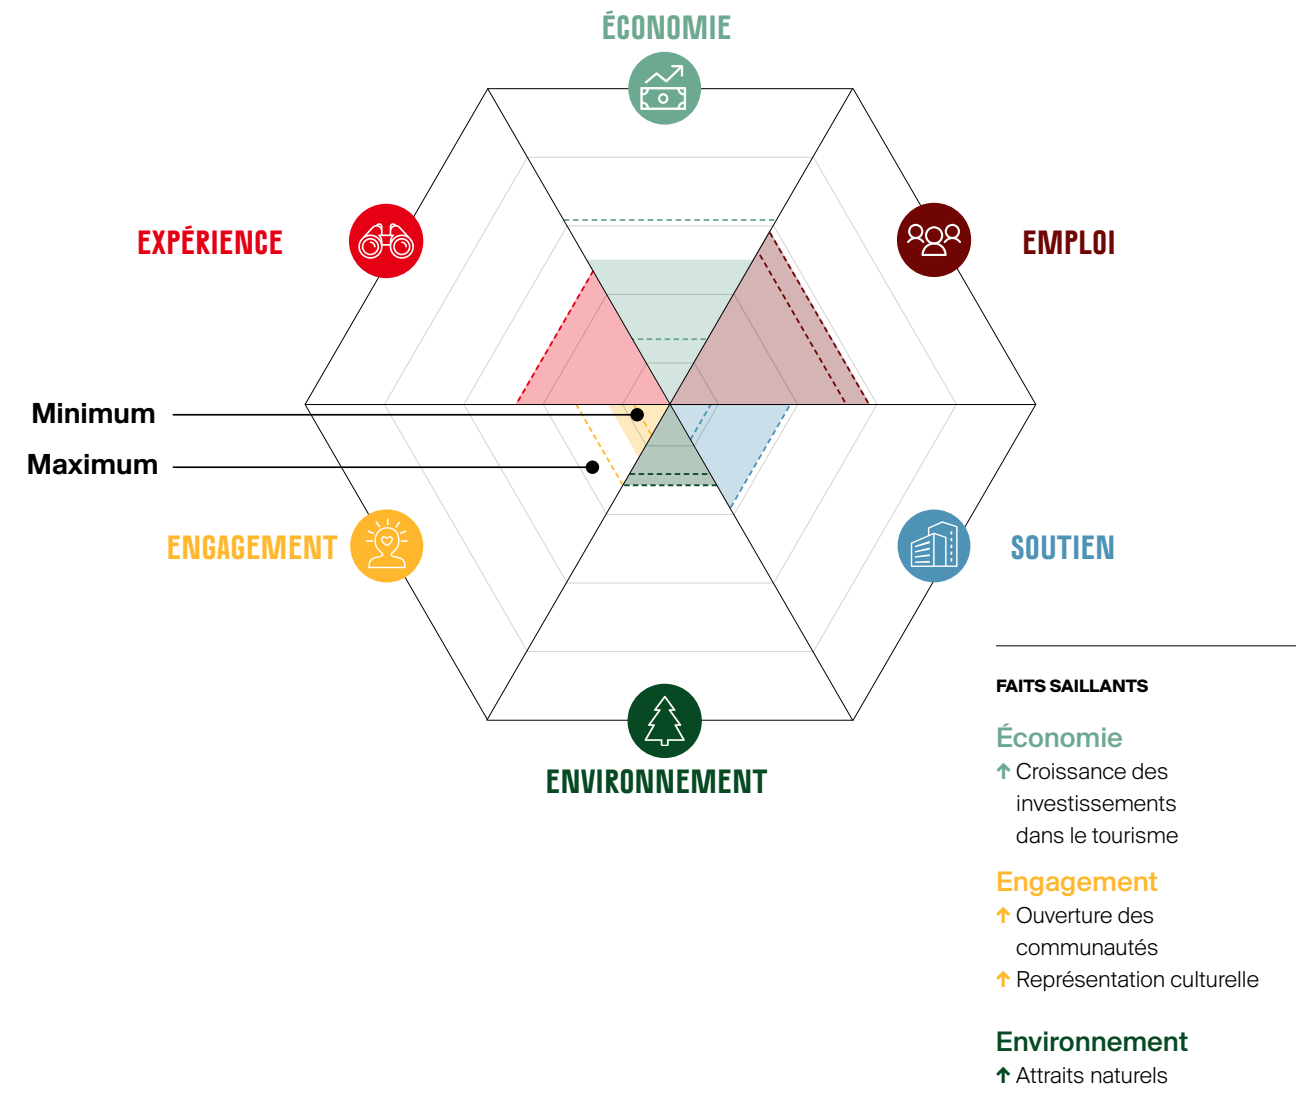 ÉCONOMIE
EXPÉRIENCE
EMPLOI
Minimum
Maximum
ENGAGEMENT
SOUTIEN
ENVIRONNEMENT
FAITS SAILLANTS
Économie
↑ Croissance des
investissements
dans le tourisme
Engagement
↑ Ouverture des
communautés
↑ Représentation culturelle
Environnement
↑ Attraits naturels